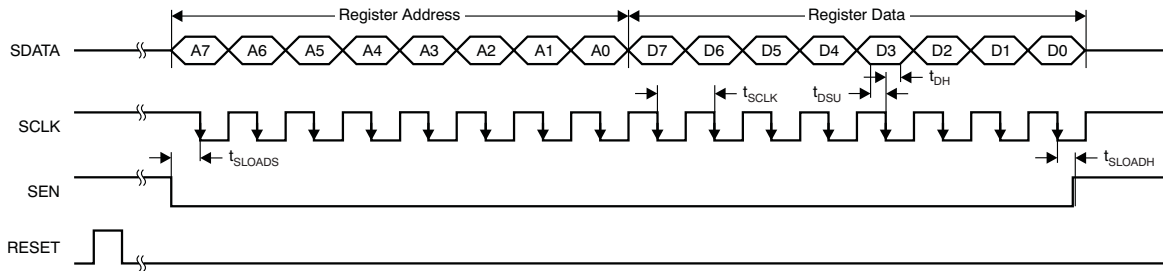 Register Address Register Data
SDATA A7 A6 A5 A4 A3 A2 A1 A0 D7 D6 D5 D4 D3 D2 D1 D0
tSCLK tDSU tDH
SCLK
tSLOADS tSLOADH
SEN
RESET